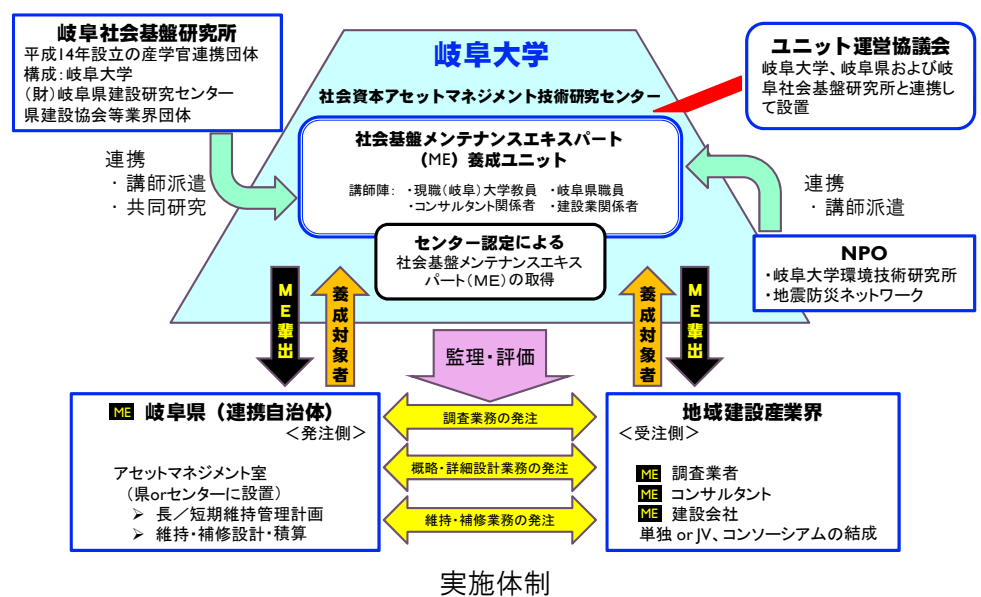 岐阜社会基盤研究所
平成14年設立の産学官連携団体
構成：岐阜大学
（財）岐阜県建設研究センター
県建設協会等業界団体
岐阜大学
社会資本アセットマネジメント技術研究センター
ユニット運営協議会
岐阜大学、岐阜県および岐
阜社会基盤研究所と連携し
て設置
社会基盤メンテナンスエキスパート
（ME）養成ユニット
講師陣： ・現職（岐阜）大学教員 ・岐阜県職員
・コンサルタント関係者 ・建設業関係者
連携
・講師派遣
・共同研究
連携
・講師派遣
センター認定による
社会基盤メンテナンスエキス
パート（ME）の取得
NPO
・岐阜大学環境技術研究所
・地震防災ネットワーク
ME輩出
養成対象者
養成対象者
ME輩出
監理・評価
ME 岐阜県（連携自治体）
＜発注側＞
アセットマネジメント室
（県orセンターに設置）
➢ 長／短期維持管理計画
➢ 維持・補修設計・積算
調査業務の発注
概略・詳細設計業務の発注
維持・補修業務の発注
地域建設産業界
＜受注側＞
ME 調査業者
ME コンサルタント
ME 建設会社
単独 or JV、コンソーシアムの結成
実施体制